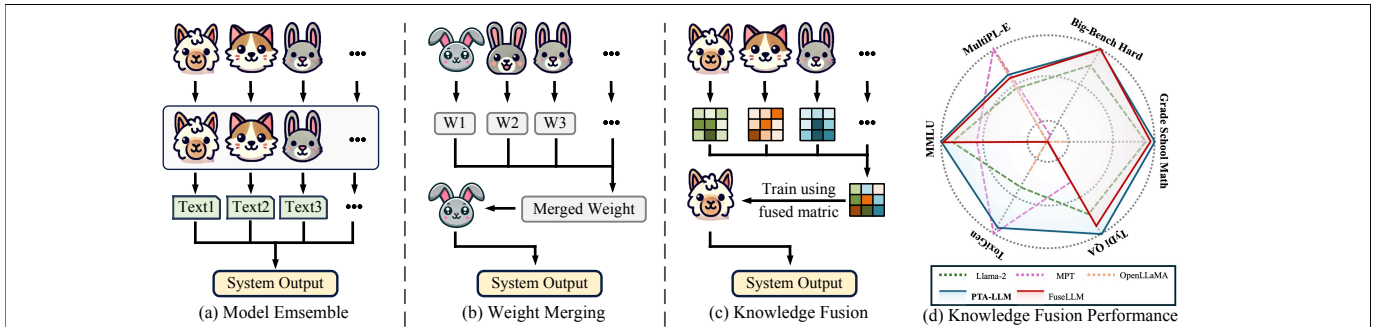 Text1 Text2 Text3 ...
System Output
(a) Model Emsemble
W1 W2 W3 ...
Merged Weight
System Output
(b) Weight Merging
Train using
fused matric
System Output
(c) Knowledge Fusion
MultiPL-E
Big-Bench Hard
MMLU
Grade School Math
ToxiGen
TyDi QA
Llama-2 MPT OpenLLaMA
PTA-LLM FuseLLM
(d) Knowledge Fusion Performance